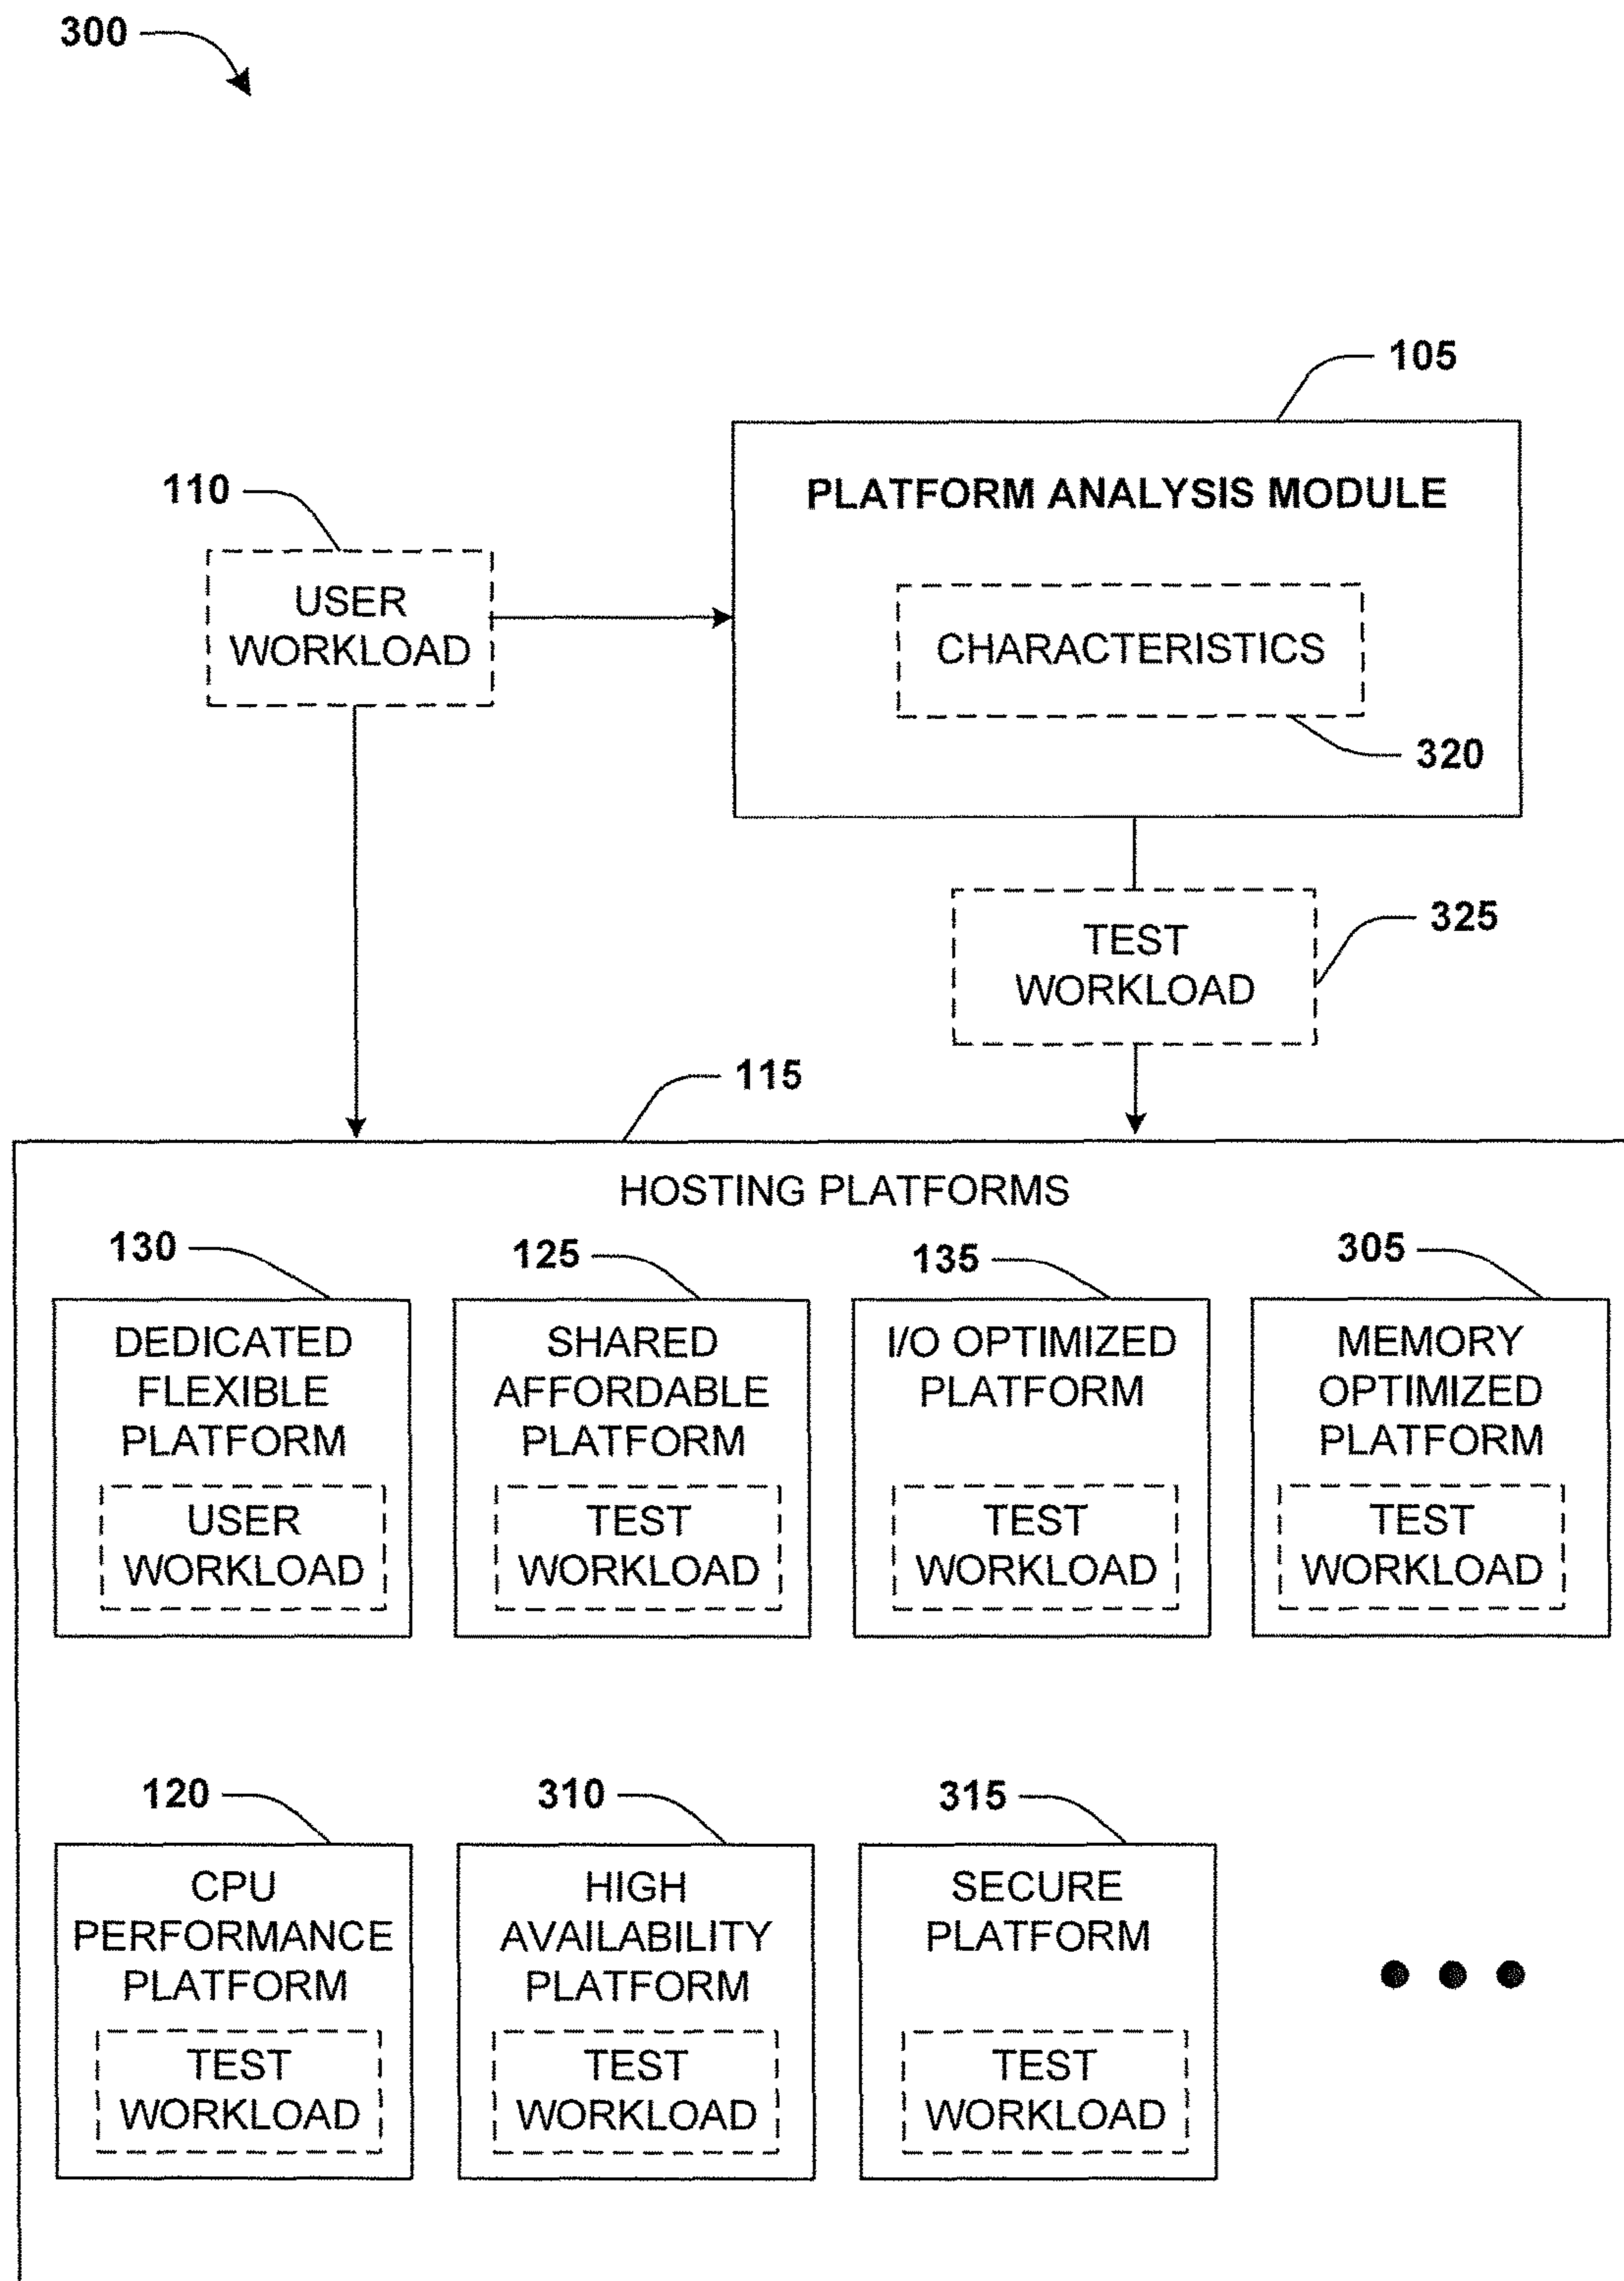 300
105
PLATFORM ANALYSIS MODULE
110
USER
WORKLOAD
CHARACTERISTICS
320
TEST
WORKLOAD
325
115
HOSTING PLATFORMS
130
DEDICATED
FLEXIBLE
PLATFORM
USER
WORKLOAD
125
SHARED
AFFORDABLE
PLATFORM
TEST
WORKLOAD
135
I/O OPTIMIZED
PLATFORM
TEST
WORKLOAD
305
MEMORY
OPTIMIZED
PLATFORM
TEST
WORKLOAD
120
CPU
PERFORMANCE
PLATFORM
TEST
WORKLOAD
310
HIGH
AVAILABILITY
PLATFORM
TEST
WORKLOAD
315
SECURE
PLATFORM
TEST
WORKLOAD